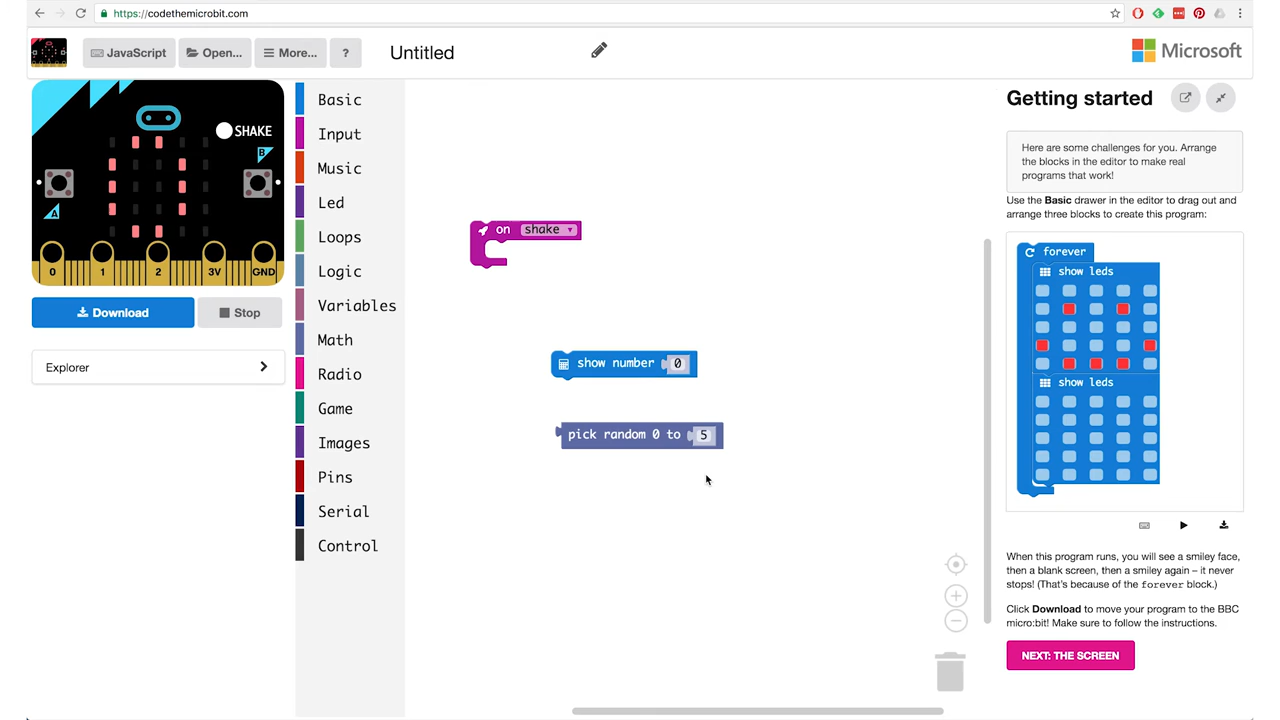 https://codethemicrobit.com
JavaScript
Open...
More...
?
Untitled
Microsoft
SHAKE
B
A
0
1
2
3V
GND
Download
Stop
Explorer
Basic
Input
Music
Led
Loops
Logic
Variables
Math
Radio
Game
Images
Pins
Serial
Control
on shake
show number 0
pick random 0 to 5
Getting started
Here are some challenges for you. Arrange
the blocks in the editor to make real
programs that work!
Use the Basic drawer in the editor to drag out and
arrange three blocks to create this program:
forever
show leds
show leds
When this program runs, you will see a smiley face,
then a blank screen, then a smiley again – it never
stops! (That's because of the forever block.)
Click Download to move your program to the BBC
micro:bit! Make sure to follow the instructions.
NEXT: THE SCREEN